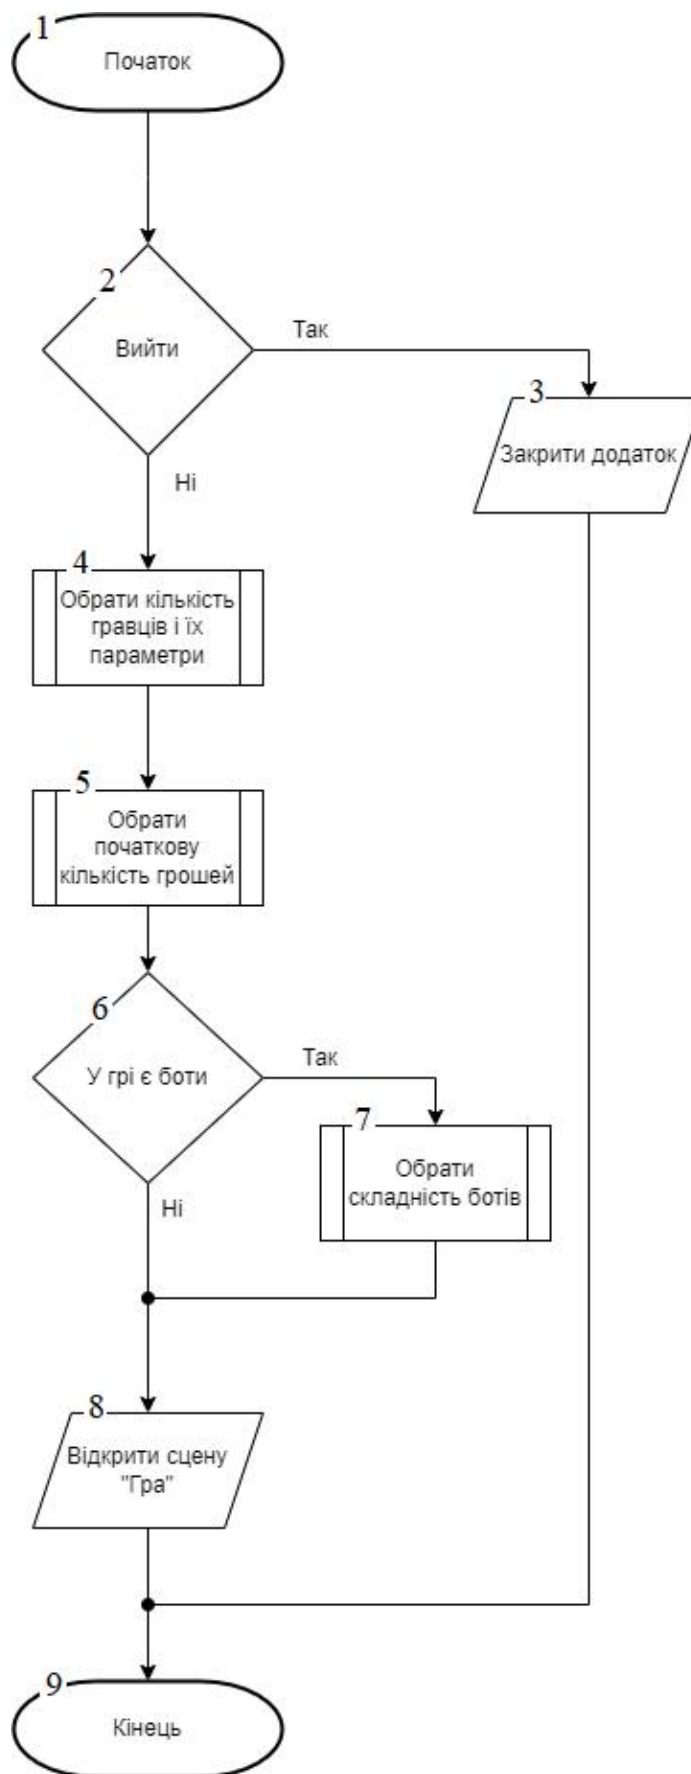 1
Початок
2
Вийти
Так
3
Закрити додаток
Ні
4
Обрати кількість
гравців і їх
параметри
5
Обрати
початкову
кількість грошей
6
У грі є боти
Так
7
Обрати
складність ботів
Ні
8
Відкрити сцену
"Гра"
9
Кінець